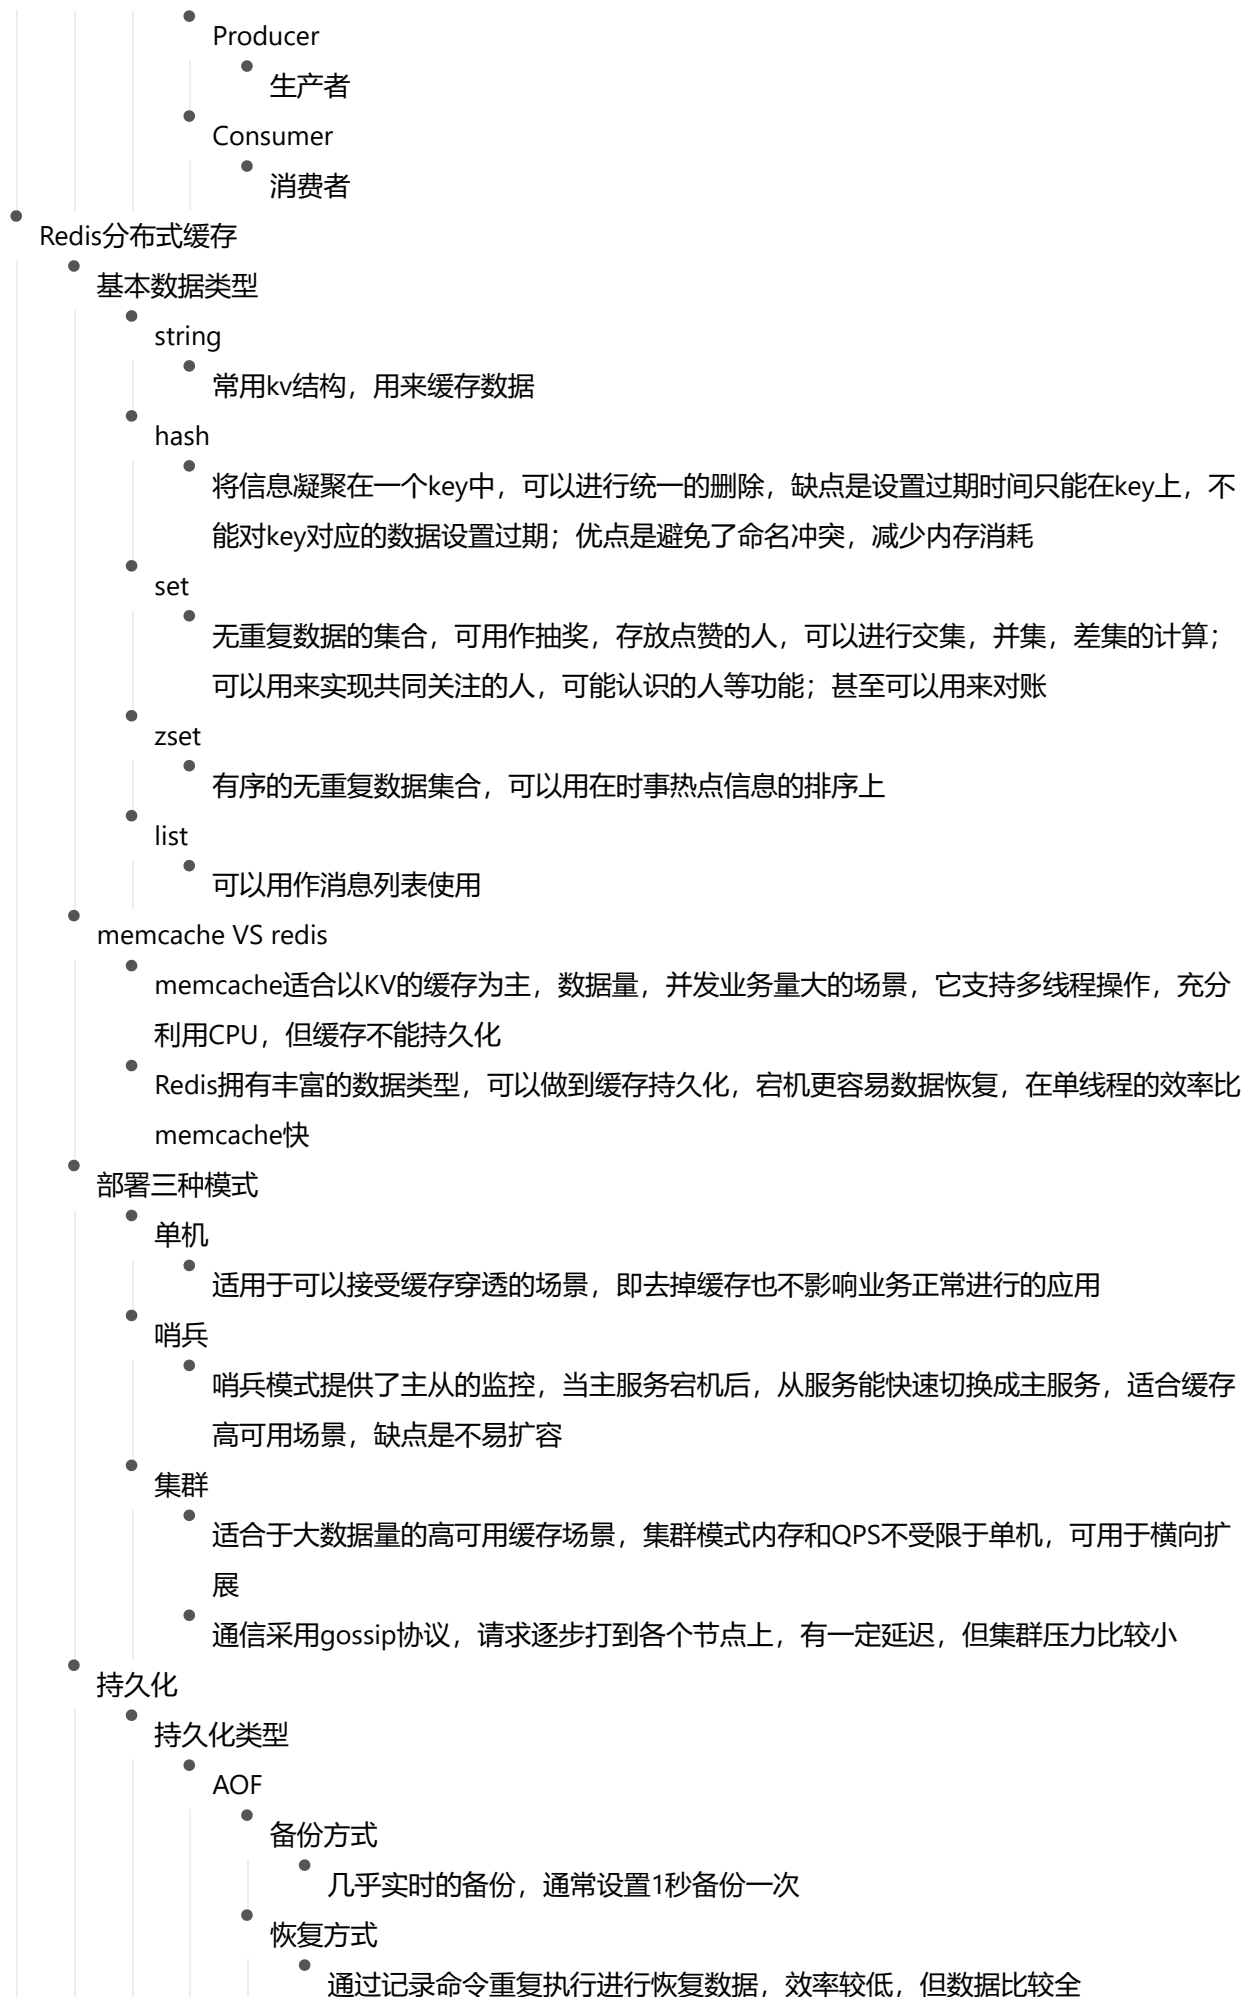 Producer
生产者
Consumer
消费者
Redis分布式缓存
基本数据类型
string
常用kv结构，用来缓存数据
hash
将信息凝聚在一个key中，可以进行统一的删除，缺点是设置过期时间只能在key上，不
能对key对应的数据设置过期；优点是避免了命名冲突，减少内存消耗
set
无重复数据的集合，可用作抽奖，存放点赞的人，可以进行交集，并集，差集的计算；
可以用来实现共同关注的人，可能认识的人等功能；甚至可以用来对账
zset
有序的无重复数据集合，可以用在时事热点信息的排序上
list
可以用作消息列表使用
memcache VS redis
memcache适合以KV的缓存为主，数据量，并发业务量大的场景，它支持多线程操作，充分
利用CPU，但缓存不能持久化
Redis拥有丰富的数据类型，可以做到缓存持久化，宕机更容易数据恢复，在单线程的效率比
memcache快
部署三种模式
单机
适用于可以接受缓存穿透的场景，即去掉缓存也不影响业务正常进行的应用
哨兵
哨兵模式提供了主从的监控，当主服务宕机后，从服务能快速切换成主服务，适合缓存
高可用场景，缺点是不易扩容
集群
适合于大数据量的高可用缓存场景，集群模式内存和QPS不受限于单机，可用于横向扩
展
通信采用gossip协议，请求逐步打到各个节点上，有一定延迟，但集群压力比较小
持久化
持久化类型
AOF
备份方式
几乎实时的备份，通常设置1秒备份一次
恢复方式
通过记录命令重复执行进行恢复数据，效率较低，但数据比较全